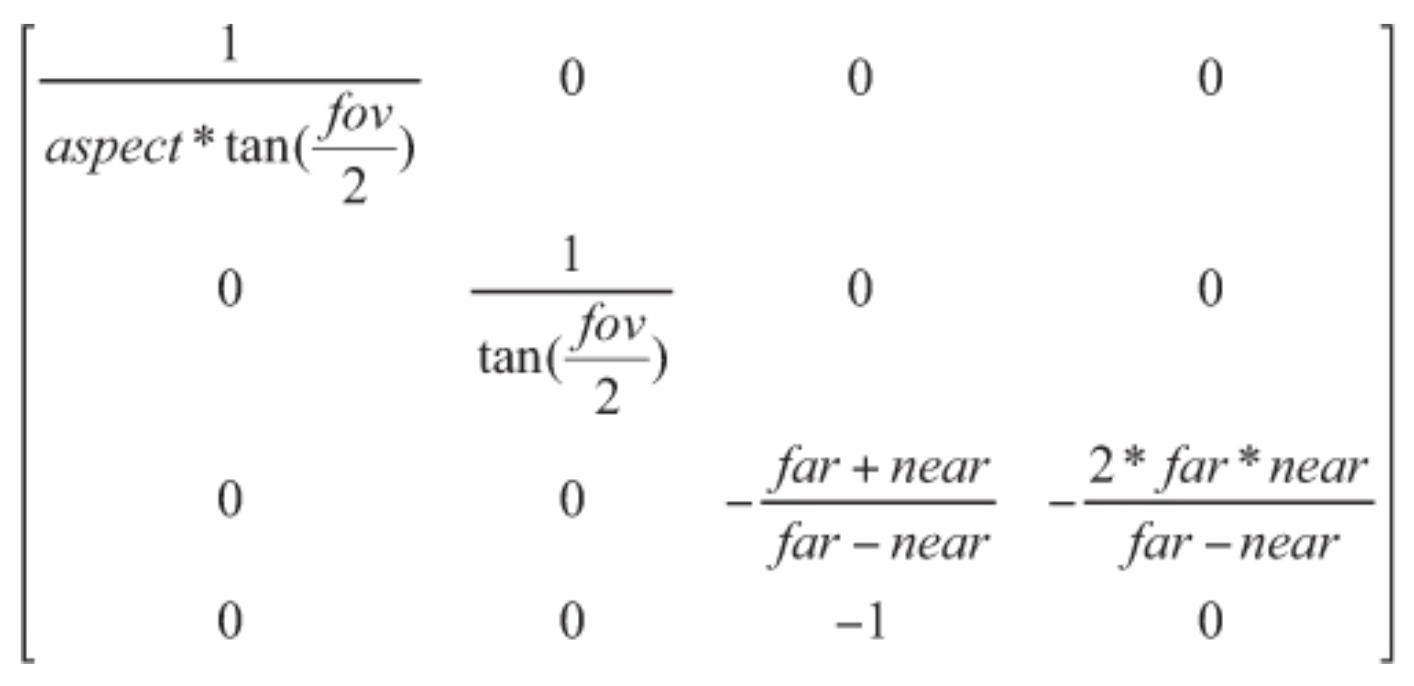 1/(aspect * tan(fov/2)) 0 0 0
0 1/tan(fov/2) 0 0
0 0 −(far + near)/(far − near) −(2 * far * near)/(far − near)
0 0 −1 0